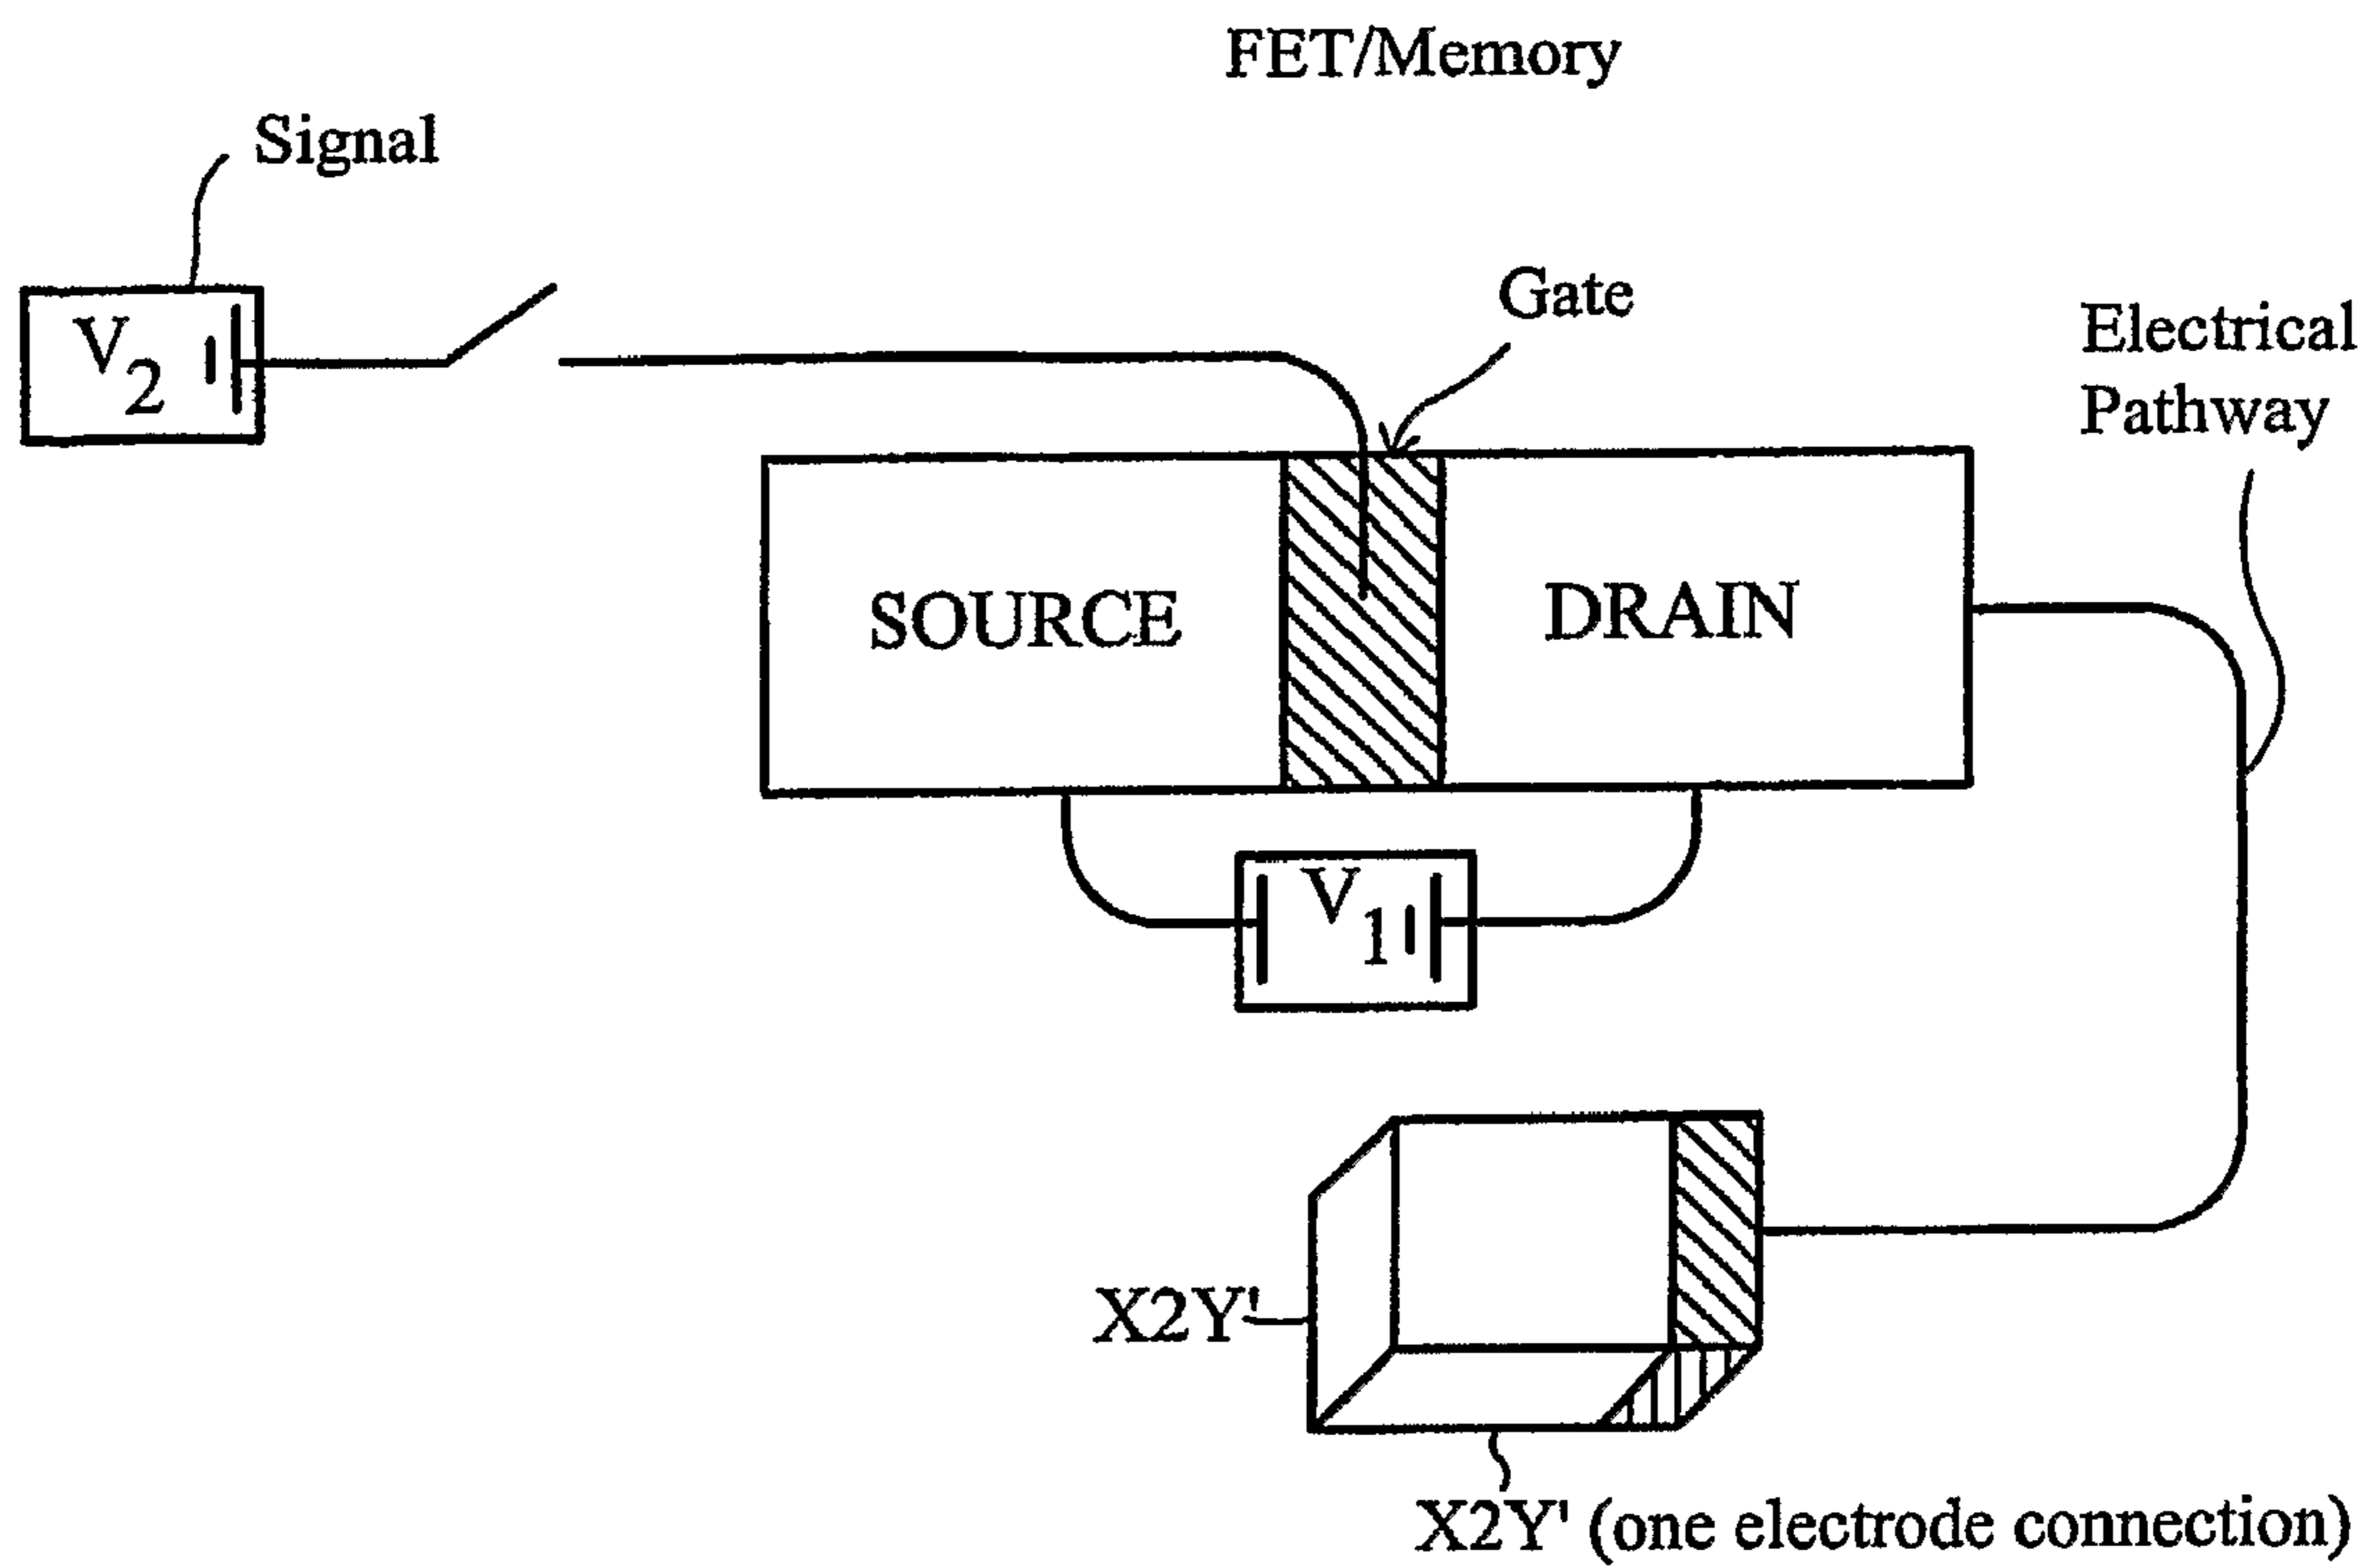 FET/Memory
Signal
V2
Gate
Electrical
Pathway
SOURCE
DRAIN
V1
X2Y'
X2Y' (one electrode connection)